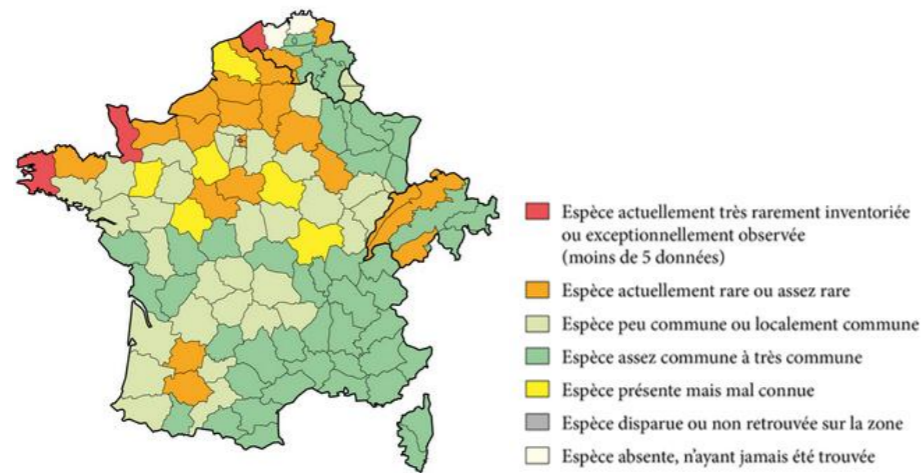 Espèce actuellement très rarement inventoriée
ou exceptionnellement observée
(moins de 5 données)
Espèce actuellement rare ou assez rare
Espèce peu commune ou localement commune
Espèce assez commune à très commune
Espèce présente mais mal connue
Espèce disparue ou non retrouvée sur la zone
Espèce absente, n'ayant jamais été trouvée